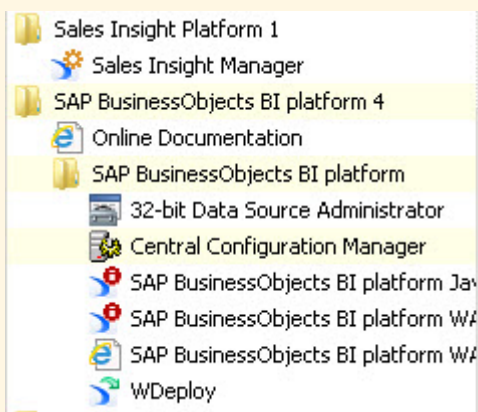 Sales Insight Platform 1
Sales Insight Manager
SAP BusinessObjects BI platform 4
Online Documentation
SAP BusinessObjects BI platform
32-bit Data Source Administrator
Central Configuration Manager
SAP BusinessObjects BI platform Jav
SAP BusinessObjects BI platform WA
SAP BusinessObjects BI platform WA
WDeploy